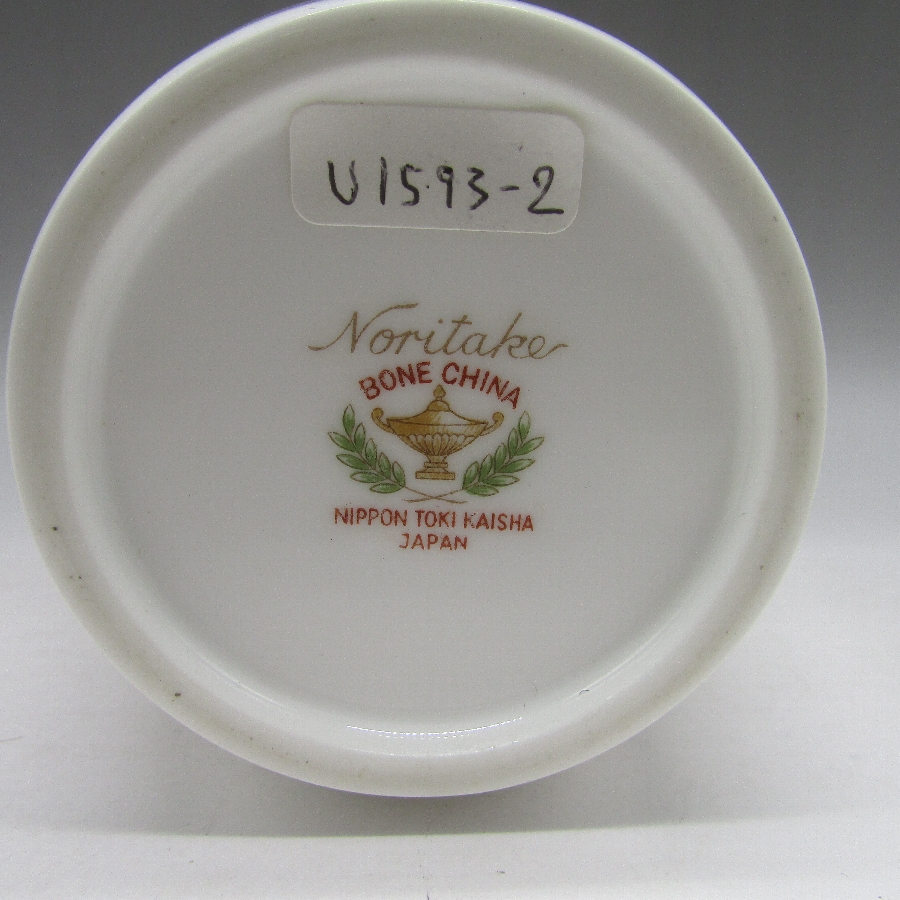 U1593-2
Noritake
BONE CHINA
NIPPON TOKI KAISHA
JAPAN